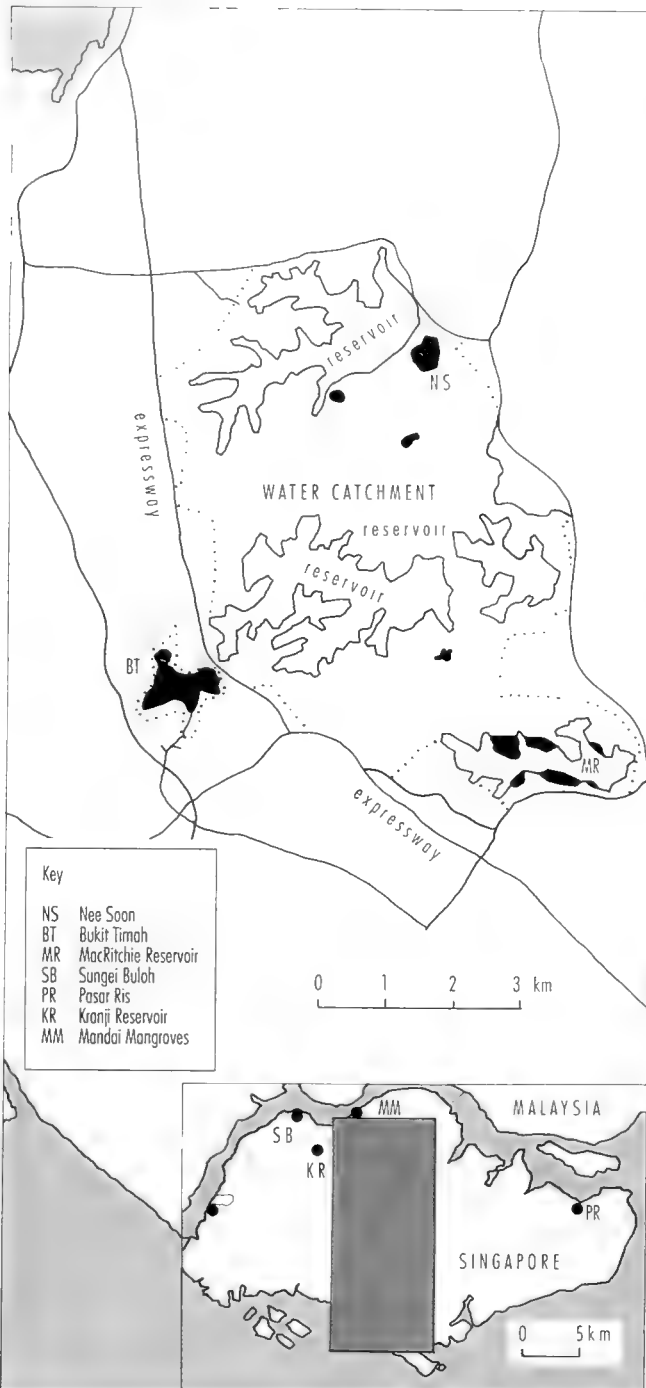 reservoir
NS
expressway
WATER CATCHMENT
reservoir
reservoir
BT
MR
expressway
Key
NS Nee Soon
BT Bukit Timah
MR MacRitchie Reservoir
SB Sungei Buloh
PR Pasar Ris
KR Kranji Reservoir
MM Mandai Mangroves
0 1 2 3 km
MM
MALAYSIA
SB
KR
PR
SINGAPORE
0 5 km